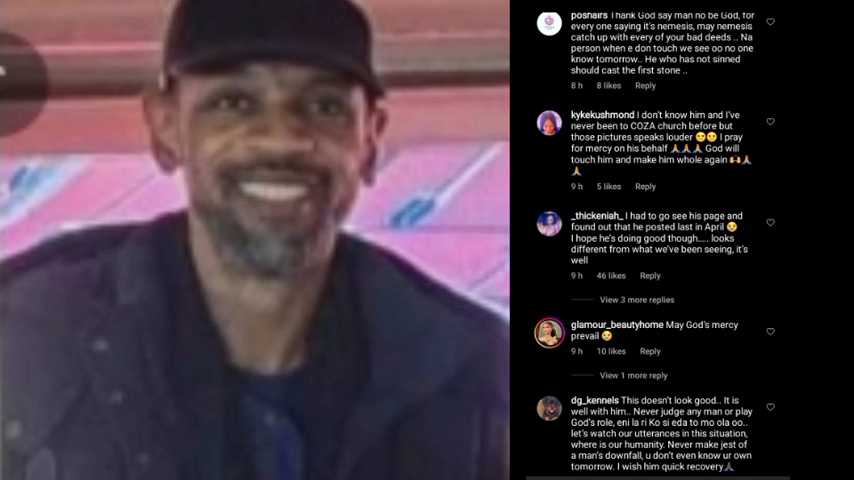 poshairs Thank God say man no be God, for
every one saying it's nemesis, may nemesis
catch up with every of your bad deeds .. Na
person when e don touch we see oo no one
know tomorrow.. He who has not sinned
should cast the first stone ..
8 h 8 likes Reply
kykekushmond I don't know him and I've
never been to COZA church before but
those pictures speaks louder 😢😢 I pray
for mercy on his behalf 🙏🙏🙏 God will
touch him and make him whole again 🙌🙏
🙏
9 h 5 likes Reply
_thickeniah_ I had to go see his page and
found out that he posted last in April 😢
I hope he's doing good though..... looks
different from what we've been seeing, it's
well
9 h 46 likes Reply
View 3 more replies
glamour_beautyhome May God's mercy
prevail 😢
9 h 10 likes Reply
View 1 more reply
dg_kennels This doesn't look good.. It is
well with him.. Never judge any man or play
God's role, eni la ri Ko si eda to mo ola oo..
let's watch our utterances in this situation,
where is our humanity. Never make jest of
a man's downfall, u don't even know ur own
tomorrow. I wish him quick recovery🙏